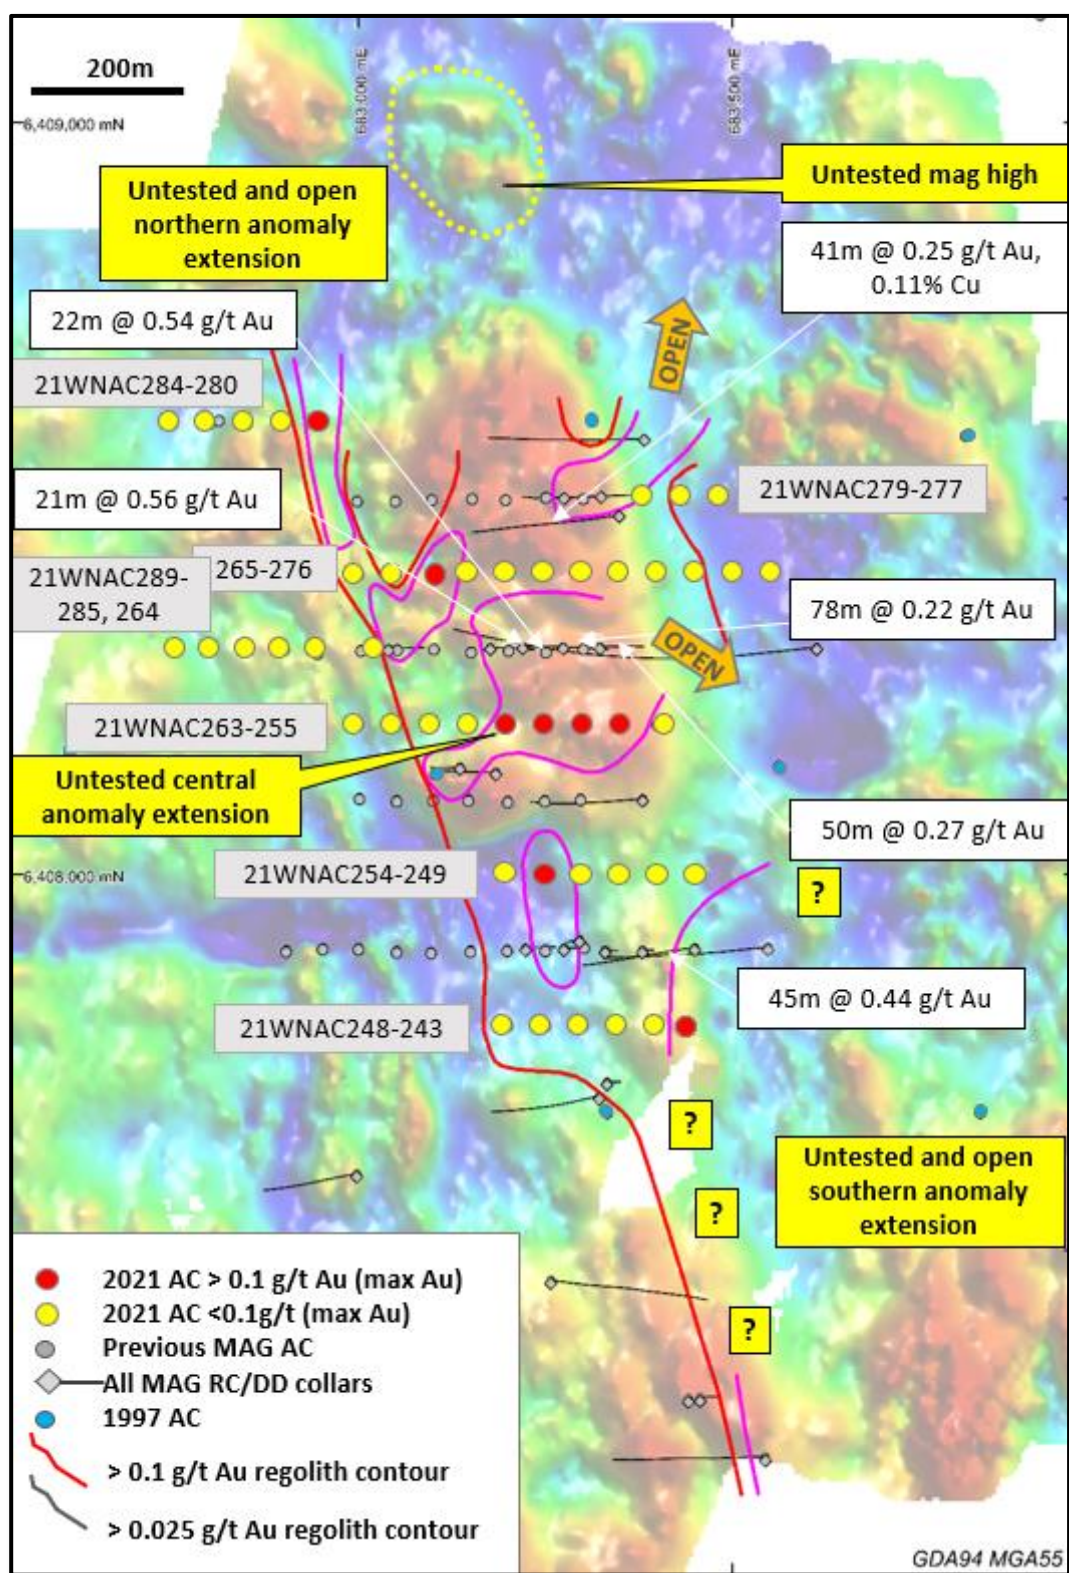 200m
683,000 mE
683,500 mE
6,409,000 mN
Untested and open
northern anomaly
extension
Untested mag high
41m @ 0.25 g/t Au,
0.11% Cu
22m @ 0.54 g/t Au
OPEN
21WNAC284-280
21m @ 0.56 g/t Au
21WNAC279-277
21WNAC289-
285, 264
265-276
78m @ 0.22 g/t Au
OPEN
21WNAC263-255
Untested central
anomaly extension
50m @ 0.27 g/t Au
6,408,000 mN
21WNAC254-249
?
45m @ 0.44 g/t Au
21WNAC248-243
?
Untested and open
southern anomaly
extension
?
?
2021 AC > 0.1 g/t Au (max Au)
2021 AC <0.1g/t (max Au)
Previous MAG AC
All MAG RC/DD collars
1997 AC
> 0.1 g/t Au regolith contour
> 0.025 g/t Au regolith contour
GDA94 MGA55